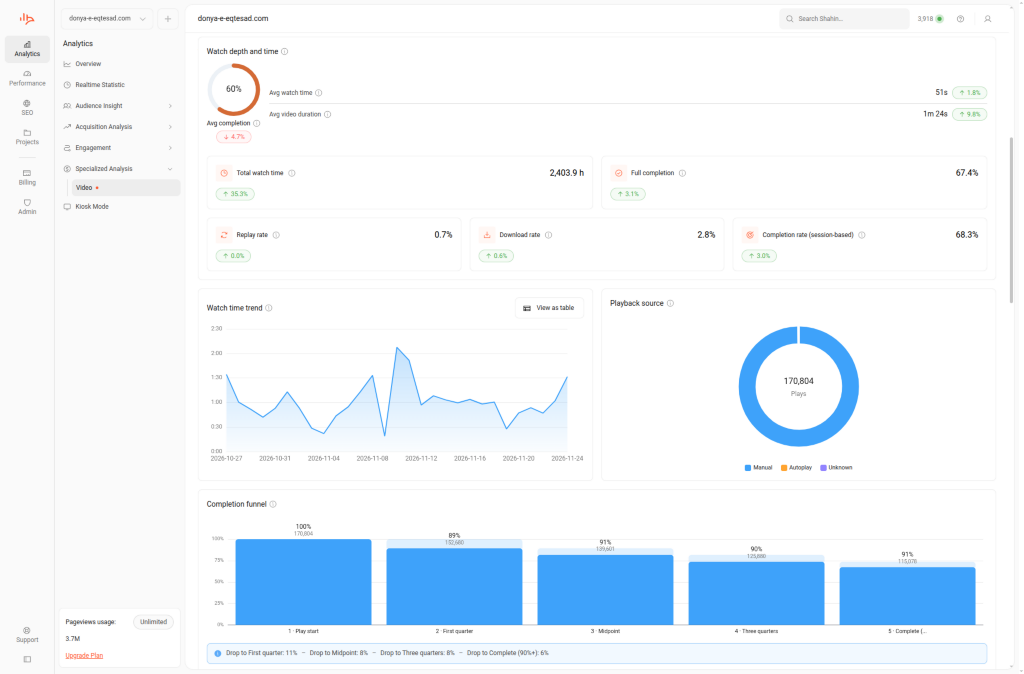 donya-e-eqtesad.com
donya-e-eqtesad.com
Search Shahin...
3,918
Analytics
Performance
SEO
Projects
Billing
Admin
Support
Analytics
Overview
Realtime Statistic
Audience Insight
Acquisition Analysis
Engagement
Specialized Analysis
Video
Kiosk Mode
Pageviews usage:
Unlimited
3.7M
Upgrade Plan
Watch depth and time
60%
Avg completion
↓ 4.7%
Avg watch time
51s
↑ 1.8%
Avg video duration
1m 24s
↑ 9.8%
Total watch time
2,403.9 h
↑ 35.3%
Full completion
67.4%
↑ 3.1%
Replay rate
0.7%
↑ 0.0%
Download rate
2.8%
↑ 0.6%
Completion rate (session-based)
68.3%
↑ 3.0%
Watch time trend
View as table
2:30
2:00
1:30
1:00
0:30
0:00
2026-10-27 2026-10-31 2026-11-04 2026-11-08 2026-11-12 2026-11-16 2026-11-20 2026-11-24
Playback source
170,804
Plays
Manual Autoplay Unknown
Completion funnel
100%
75%
50%
25%
0%
100%
170,804
89%
152,600
91%
139,601
90%
125,880
91%
115,078
1 · Play start
2 · First quarter
3 · Midpoint
4 · Three quarters
5 · Complete (...
Drop to First quarter: 11% – Drop to Midpoint: 8% – Drop to Three quarters: 8% – Drop to Complete (90%+): 6%